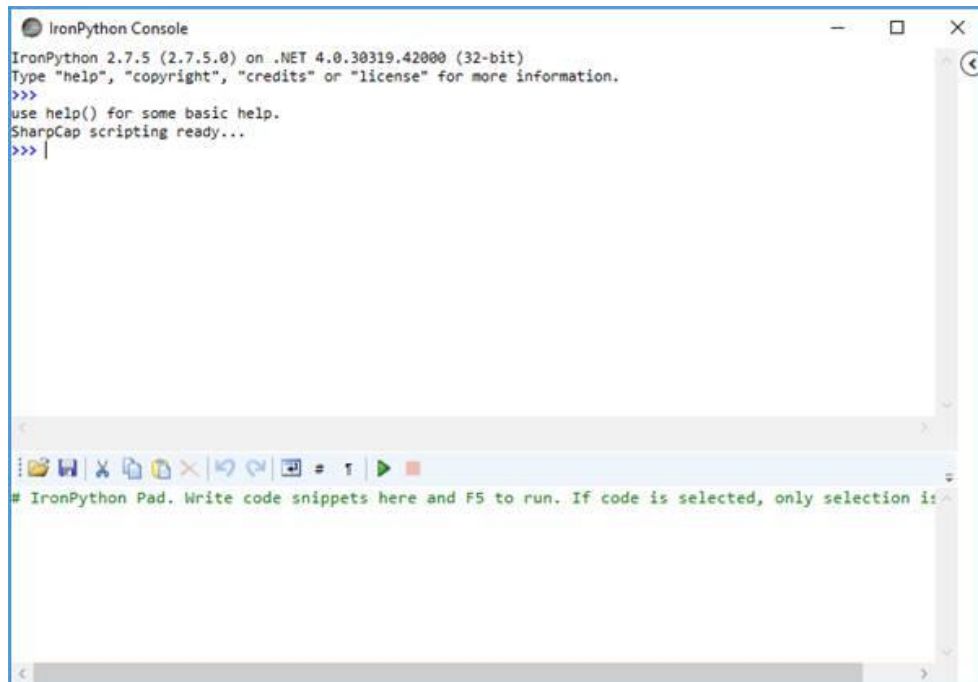 IronPython Console
IronPython 2.7.5 (2.7.5.0) on .NET 4.0.30319.42000 (32-bit)
Type "help", "copyright", "credits" or "license" for more information.
>>>
use help() for some basic help.
SharpCap scripting ready...
>>>
# IronPython Pad. Write code snippets here and F5 to run. If code is selected, only selection is